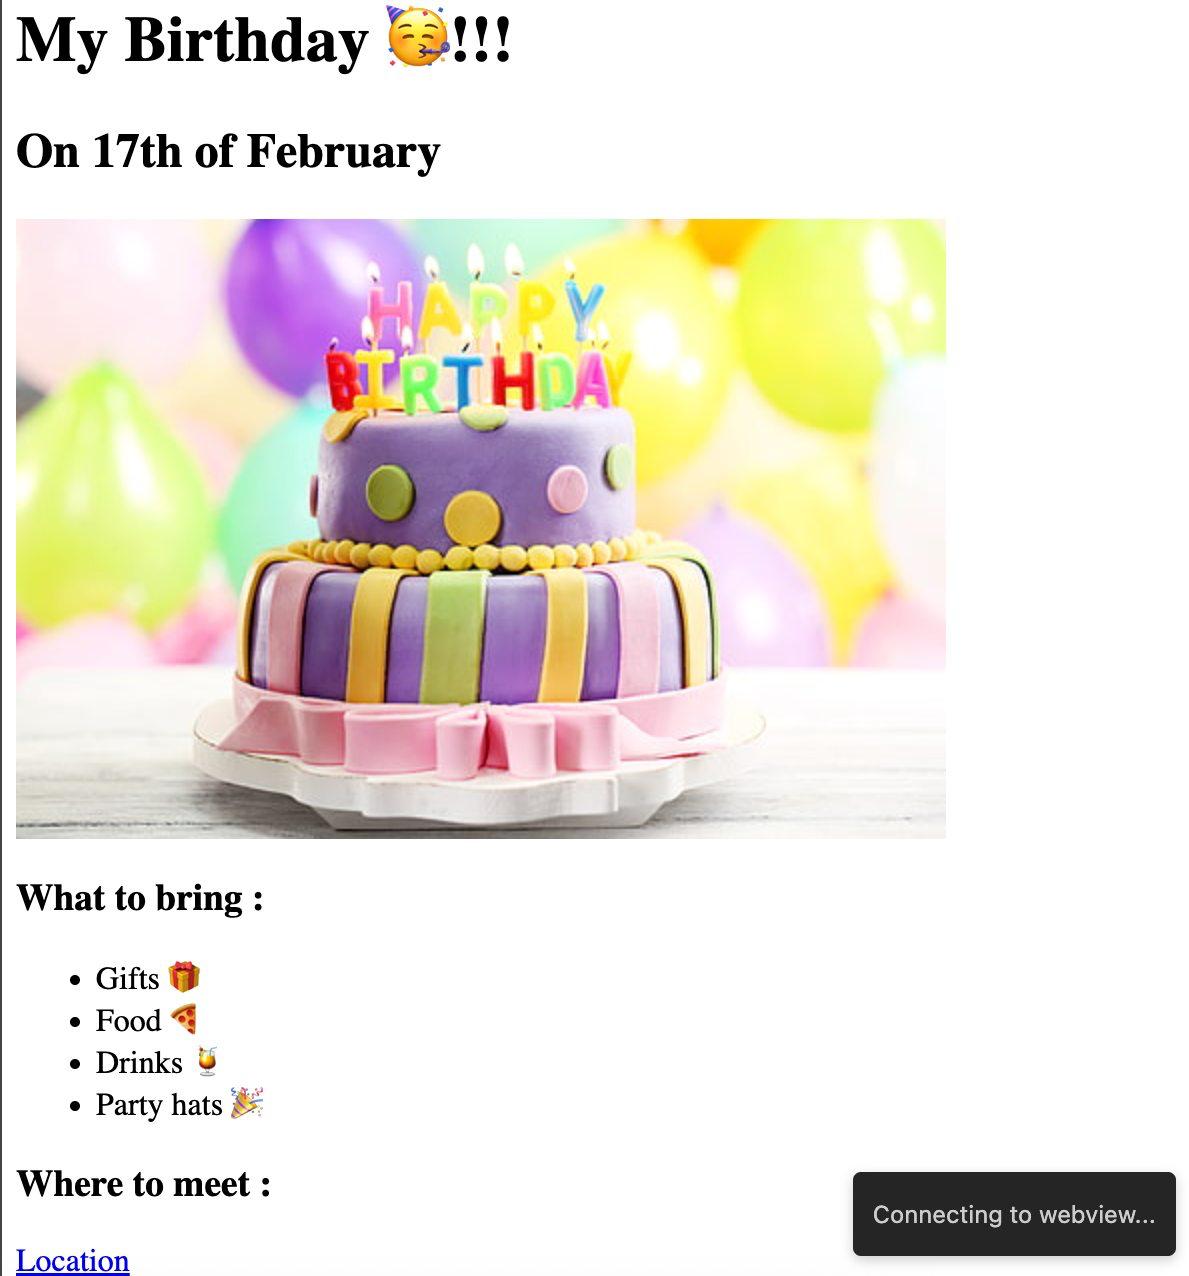 My Birthday 🥳!!!
On 17th of February
HAPPY
BIRTHDAY
What to bring :
• Gifts 🎁
• Food 🍕
• Drinks 🍹
• Party hats 🎉
Where to meet :
Location
Connecting to webview...